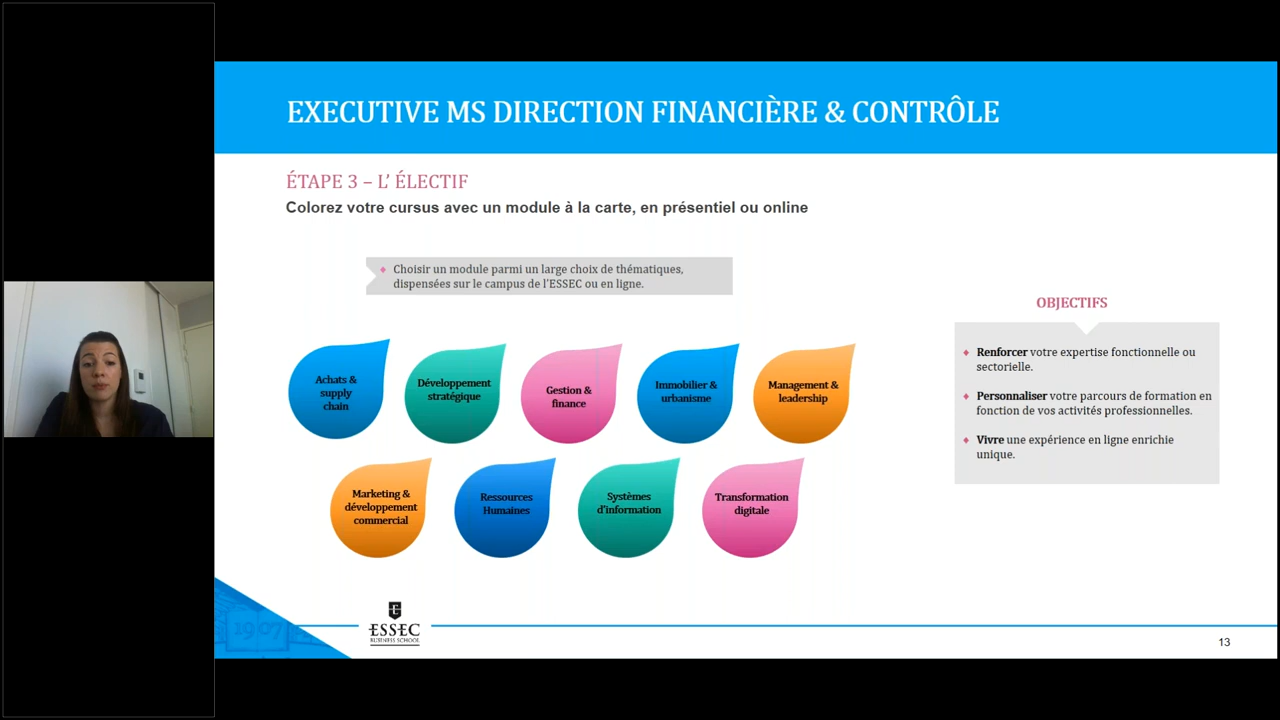 EXECUTIVE MS DIRECTION FINANCIÈRE & CONTRÔLE
ÉTAPE 3 – L’ ÉLECTIF
Colorez votre cursus avec un module à la carte, en présentiel ou online
Choisir un module parmi un large choix de thématiques,
dispensées sur le campus de l’ESSEC ou en ligne.
Achats &
supply
chain
Développement
stratégique
Gestion &
finance
Immobilier &
urbanisme
Management &
leadership
Marketing &
développement
commercial
Ressources
Humaines
Systèmes
d’information
Transformation
digitale
OBJECTIFS
Renforcer votre expertise fonctionnelle ou
sectorielle.
Personnaliser votre parcours de formation en
fonction de vos activités professionnelles.
Vivre une expérience en ligne enrichie
unique.
1907
E
ESSEC
BUSINESS SCHOOL
13